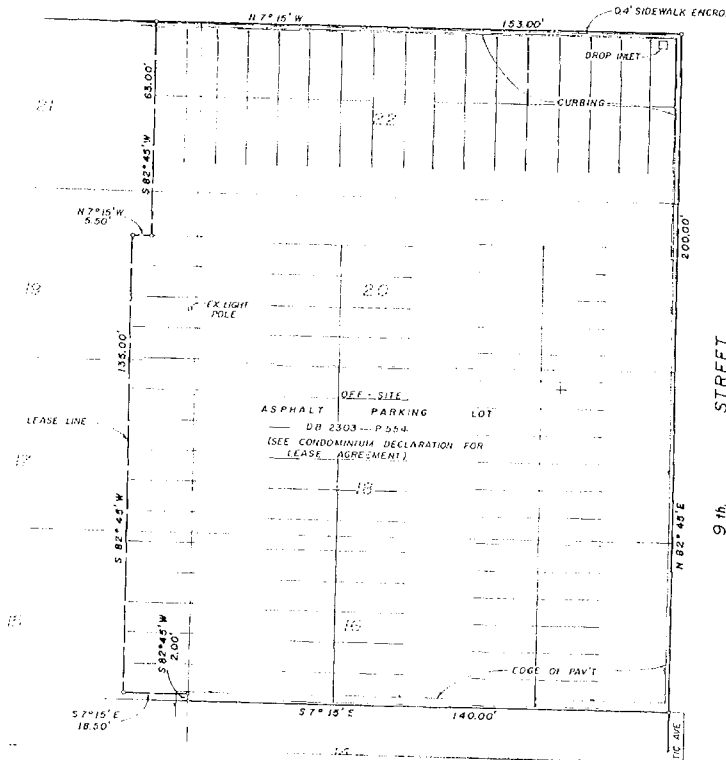 N 7° 15' W
153.00'
0.4' SIDEWALK ENCRO
DROP INLET
CURBING
21
63.00'
S 82° 45' W
22
N 7° 15' W
5.50'
200.00'
19
20
EX. LIGHT
POLE
135.00'
OFF-SITE
ASPHALT PARKING LOT
DB 2303 - P 554
(SEE CONDOMINIUM DECLARATION FOR
LEASE AGREEMENT)
LEASE LINE
STREET
9 th.
17
18
S 82° 45' W
N 82° 45' E
16
S 82° 45' W
2.00'
EDGE OF PAV'T
S 7° 15' E
18.50'
S 7° 15' E
140.00'
TIC AVE